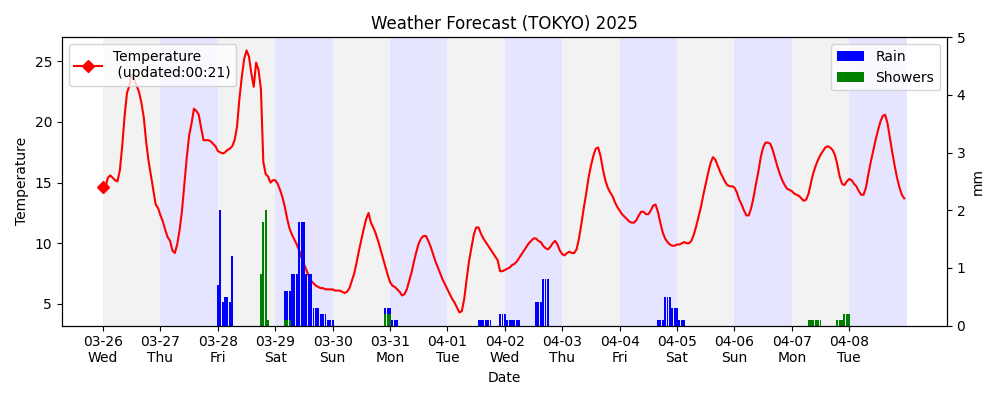 Weather Forecast (TOKYO) 2025
Temperature
(updated:00:21)
Rain
Showers
Temperature
25
20
15
10
5
5
4
3
2
1
0
mm
03-26 03-27 03-28 03-29 03-30 03-31 04-01 04-02 04-03 04-04 04-05 04-06 04-07 04-08
Wed Thu Fri Sat Sun Mon Tue Wed Thu Fri Sat Sun Mon Tue
Date